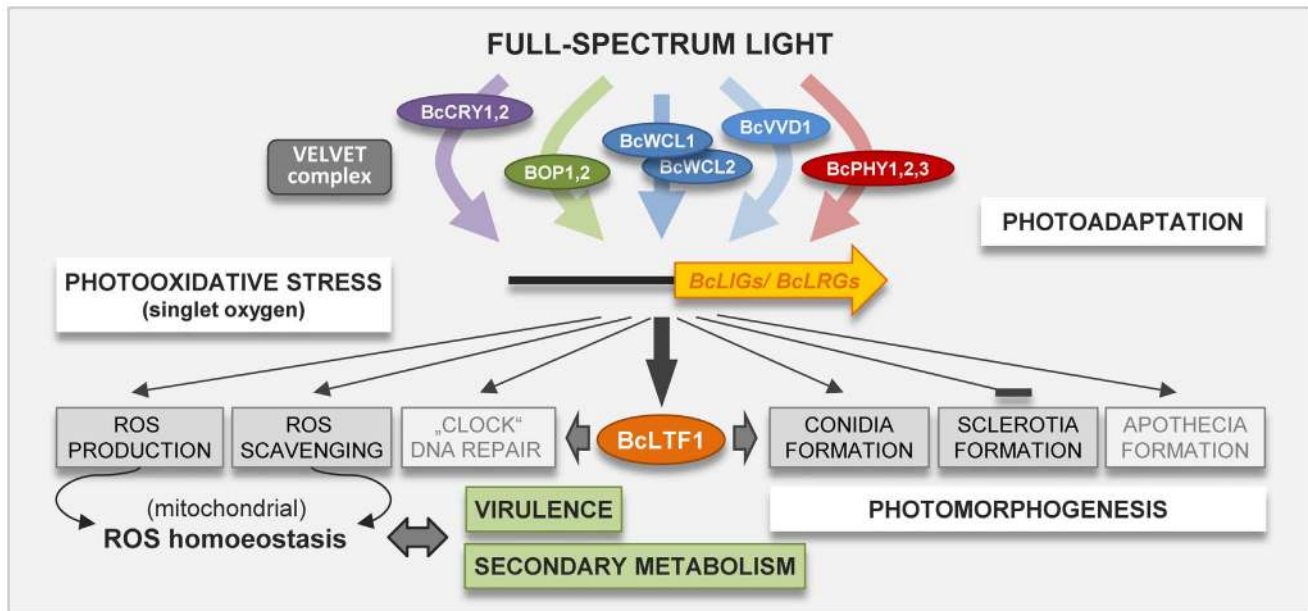 FULL-SPECTRUM LIGHT
BcCRY1,2
BcVVD1
BcWCL1
BcWCL2
BOP1,2
BcPHY1,2,3
VELVET
complex
PHOTOADAPTATION
PHOTOOXIDATIVE STRESS
(singlet oxygen)
BcLIGs/ BcLRGs
ROS
PRODUCTION
ROS
SCAVENGING
„CLOCK“
DNA REPAIR
BcLTF1
CONIDIA
FORMATION
SCLEROTIA
FORMATION
APOTHECIA
FORMATION
(mitochondrial)
ROS homoeostasis
VIRULENCE
SECONDARY METABOLISM
PHOTOMORPHOGENESIS